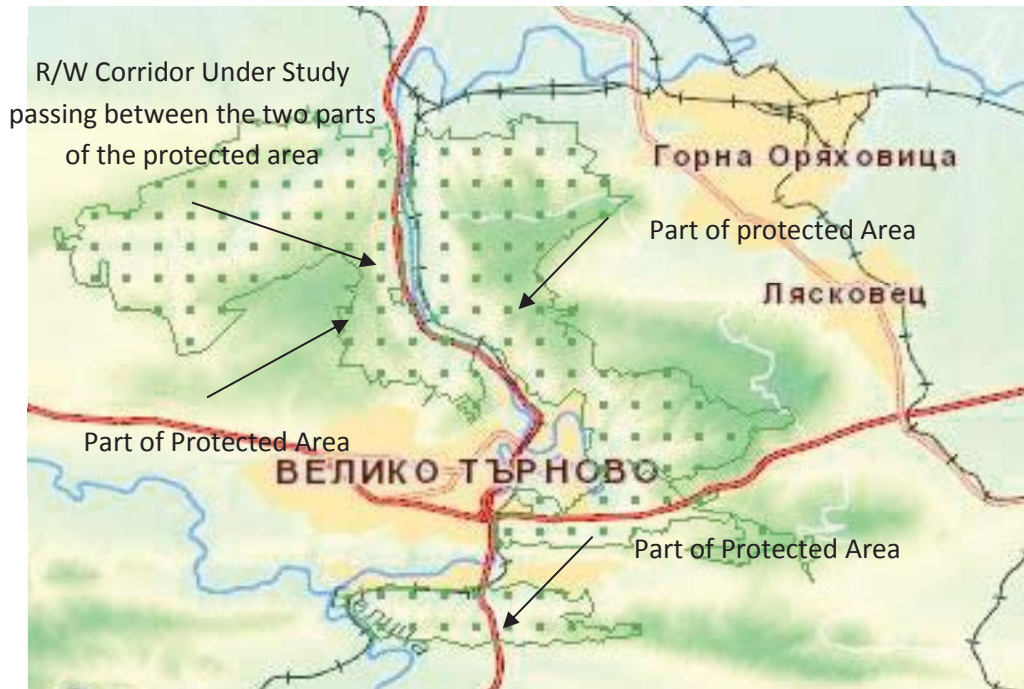 R/W Corridor Under Study
passing between the two parts
of the protected area
Горна Оряховица
Part of protected Area
Лясковец
Part of Protected Area
ВЕЛИКО ТЪРНОВО
Part of Protected Area